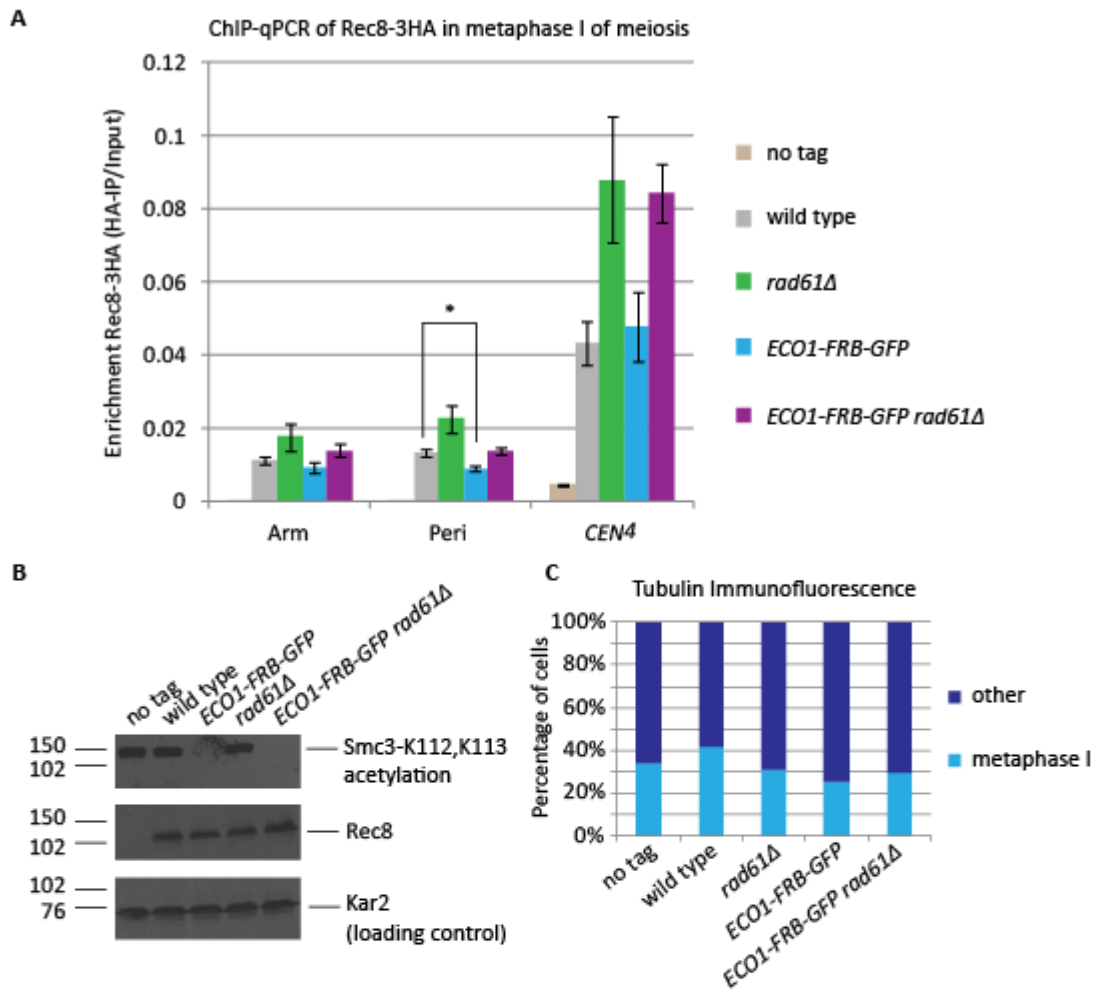 A
ChIP-qPCR of Rec8-3HA in metaphase I of meiosis
Enrichment Rec8-3HA (HA-IP/Input)
0.12
0.1
0.08
0.06
0.04
0.02
0
*
Arm
Peri
CEN4
no tag
wild type
rad61Δ
ECO1-FRB-GFP
ECO1-FRB-GFP rad61Δ
B
no tag
wild type
ECO1-FRB-GFP
rad61Δ
ECO1-FRB-GFP rad61Δ
150
102
Smc3-K112,K113
acetylation
150
102
Rec8
102
76
Kar2
(loading control)
C
Tubulin Immunofluorescence
Percentage of cells
100%
80%
60%
40%
20%
0%
no tag
wild type
rad61Δ
ECO1-FRB-GFP
ECO1-FRB-GFP rad61Δ
other
metaphase I